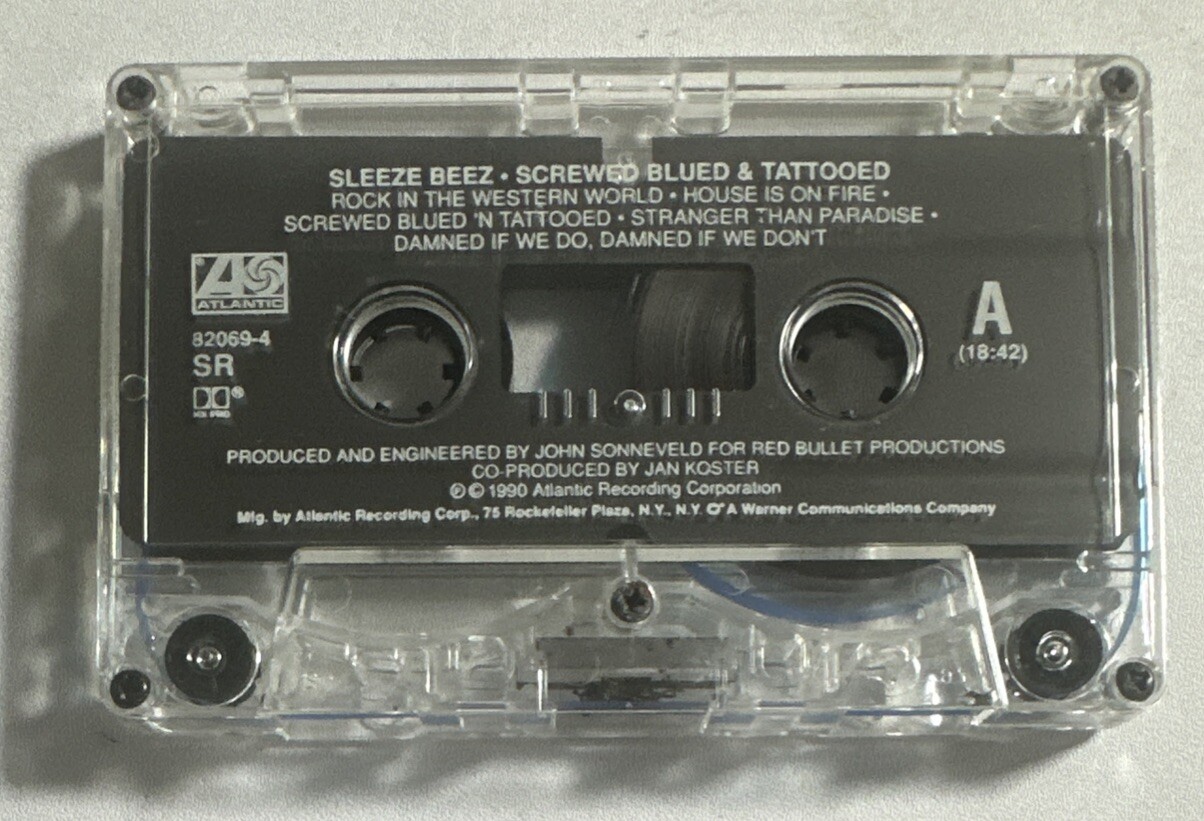 SLEEZE BEEZ • SCREWED BLUED & TATTOOED
ROCK IN THE WESTERN WORLD • HOUSE IS ON FIRE •
SCREWED BLUED 'N TATTOOED • STRANGER THAN PARADISE •
DAMNED IF WE DO, DAMNED IF WE DON'T
ATLANTIC
82069-4
SR
HX PRO
A
(18:42)
PRODUCED AND ENGINEERED BY JOHN SONNEVELD FOR RED BULLET PRODUCTIONS
CO-PRODUCED BY JAN KOSTER
℗ © 1990 Atlantic Recording Corporation
Mfg. by Atlantic Recording Corp., 75 Rockefeller Plaza, N.Y., N.Y. A Warner Communications Company